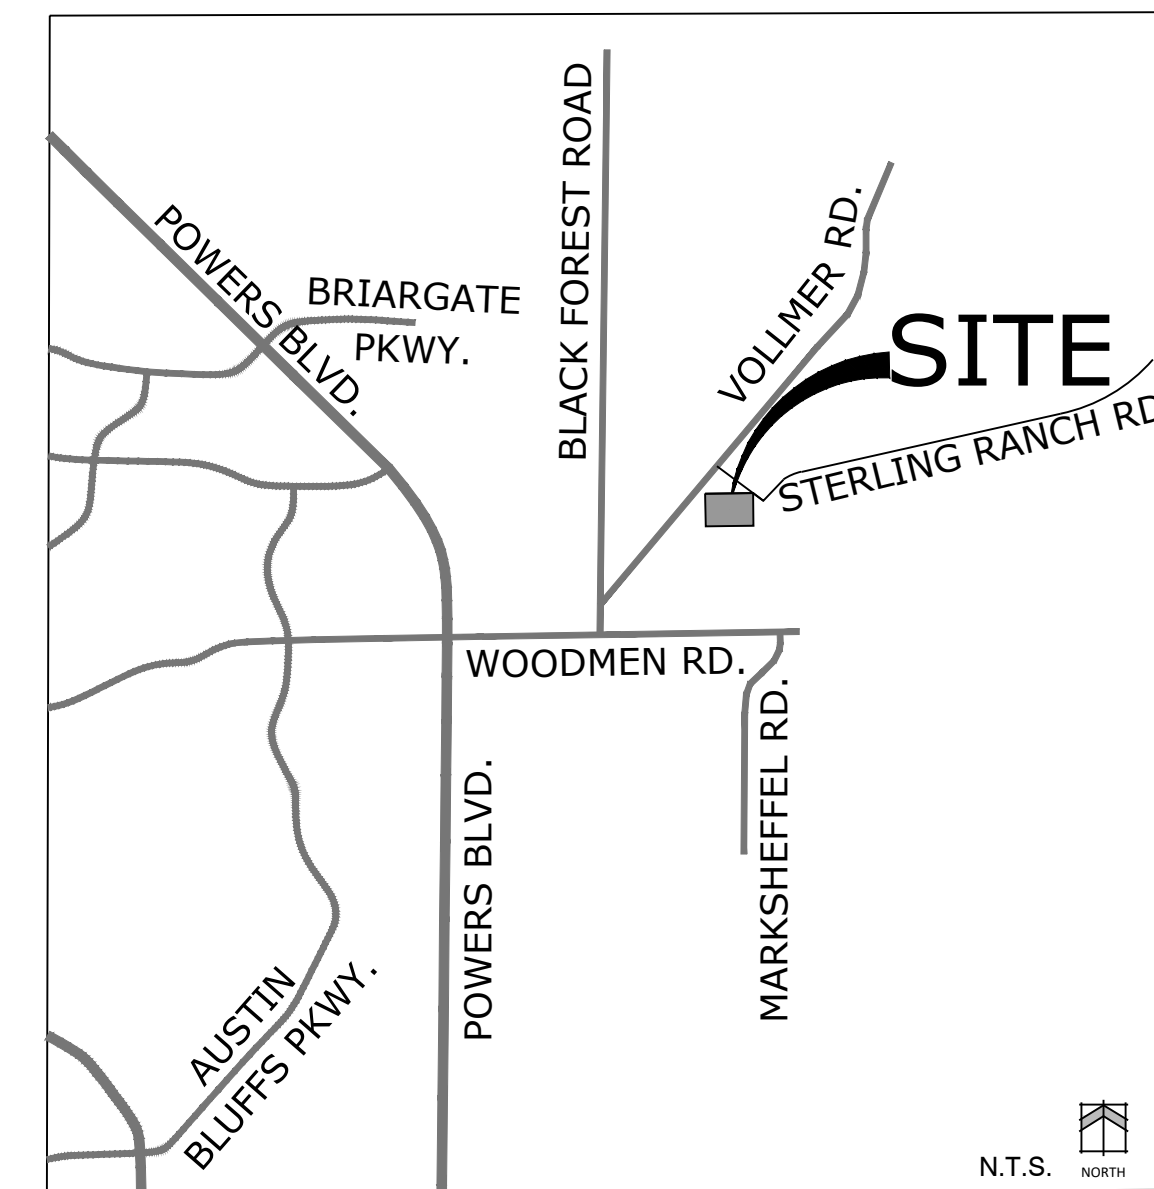 BLACK FOREST ROAD
VOLLMER RD.
POWERS BLVD.
BRIARGATE
PKWY.
SITE
STERLING RANCH RD
WOODMEN RD.
MARKSHEFFEL RD.
POWERS BLVD.
AUSTIN
BLUFFS PKWY.
N.T.S.
NORTH